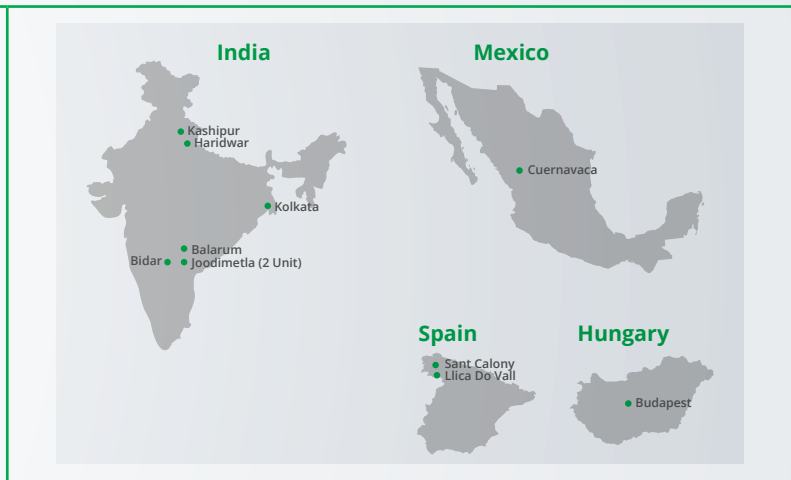 India
Kashipur
Haridwar
Kolkata
Balarum
Bidar
Joodimetla (2 Unit)
Mexico
Cuernavaca
Spain
Sant Calony
Llica Do Vall
Hungary
Budapest